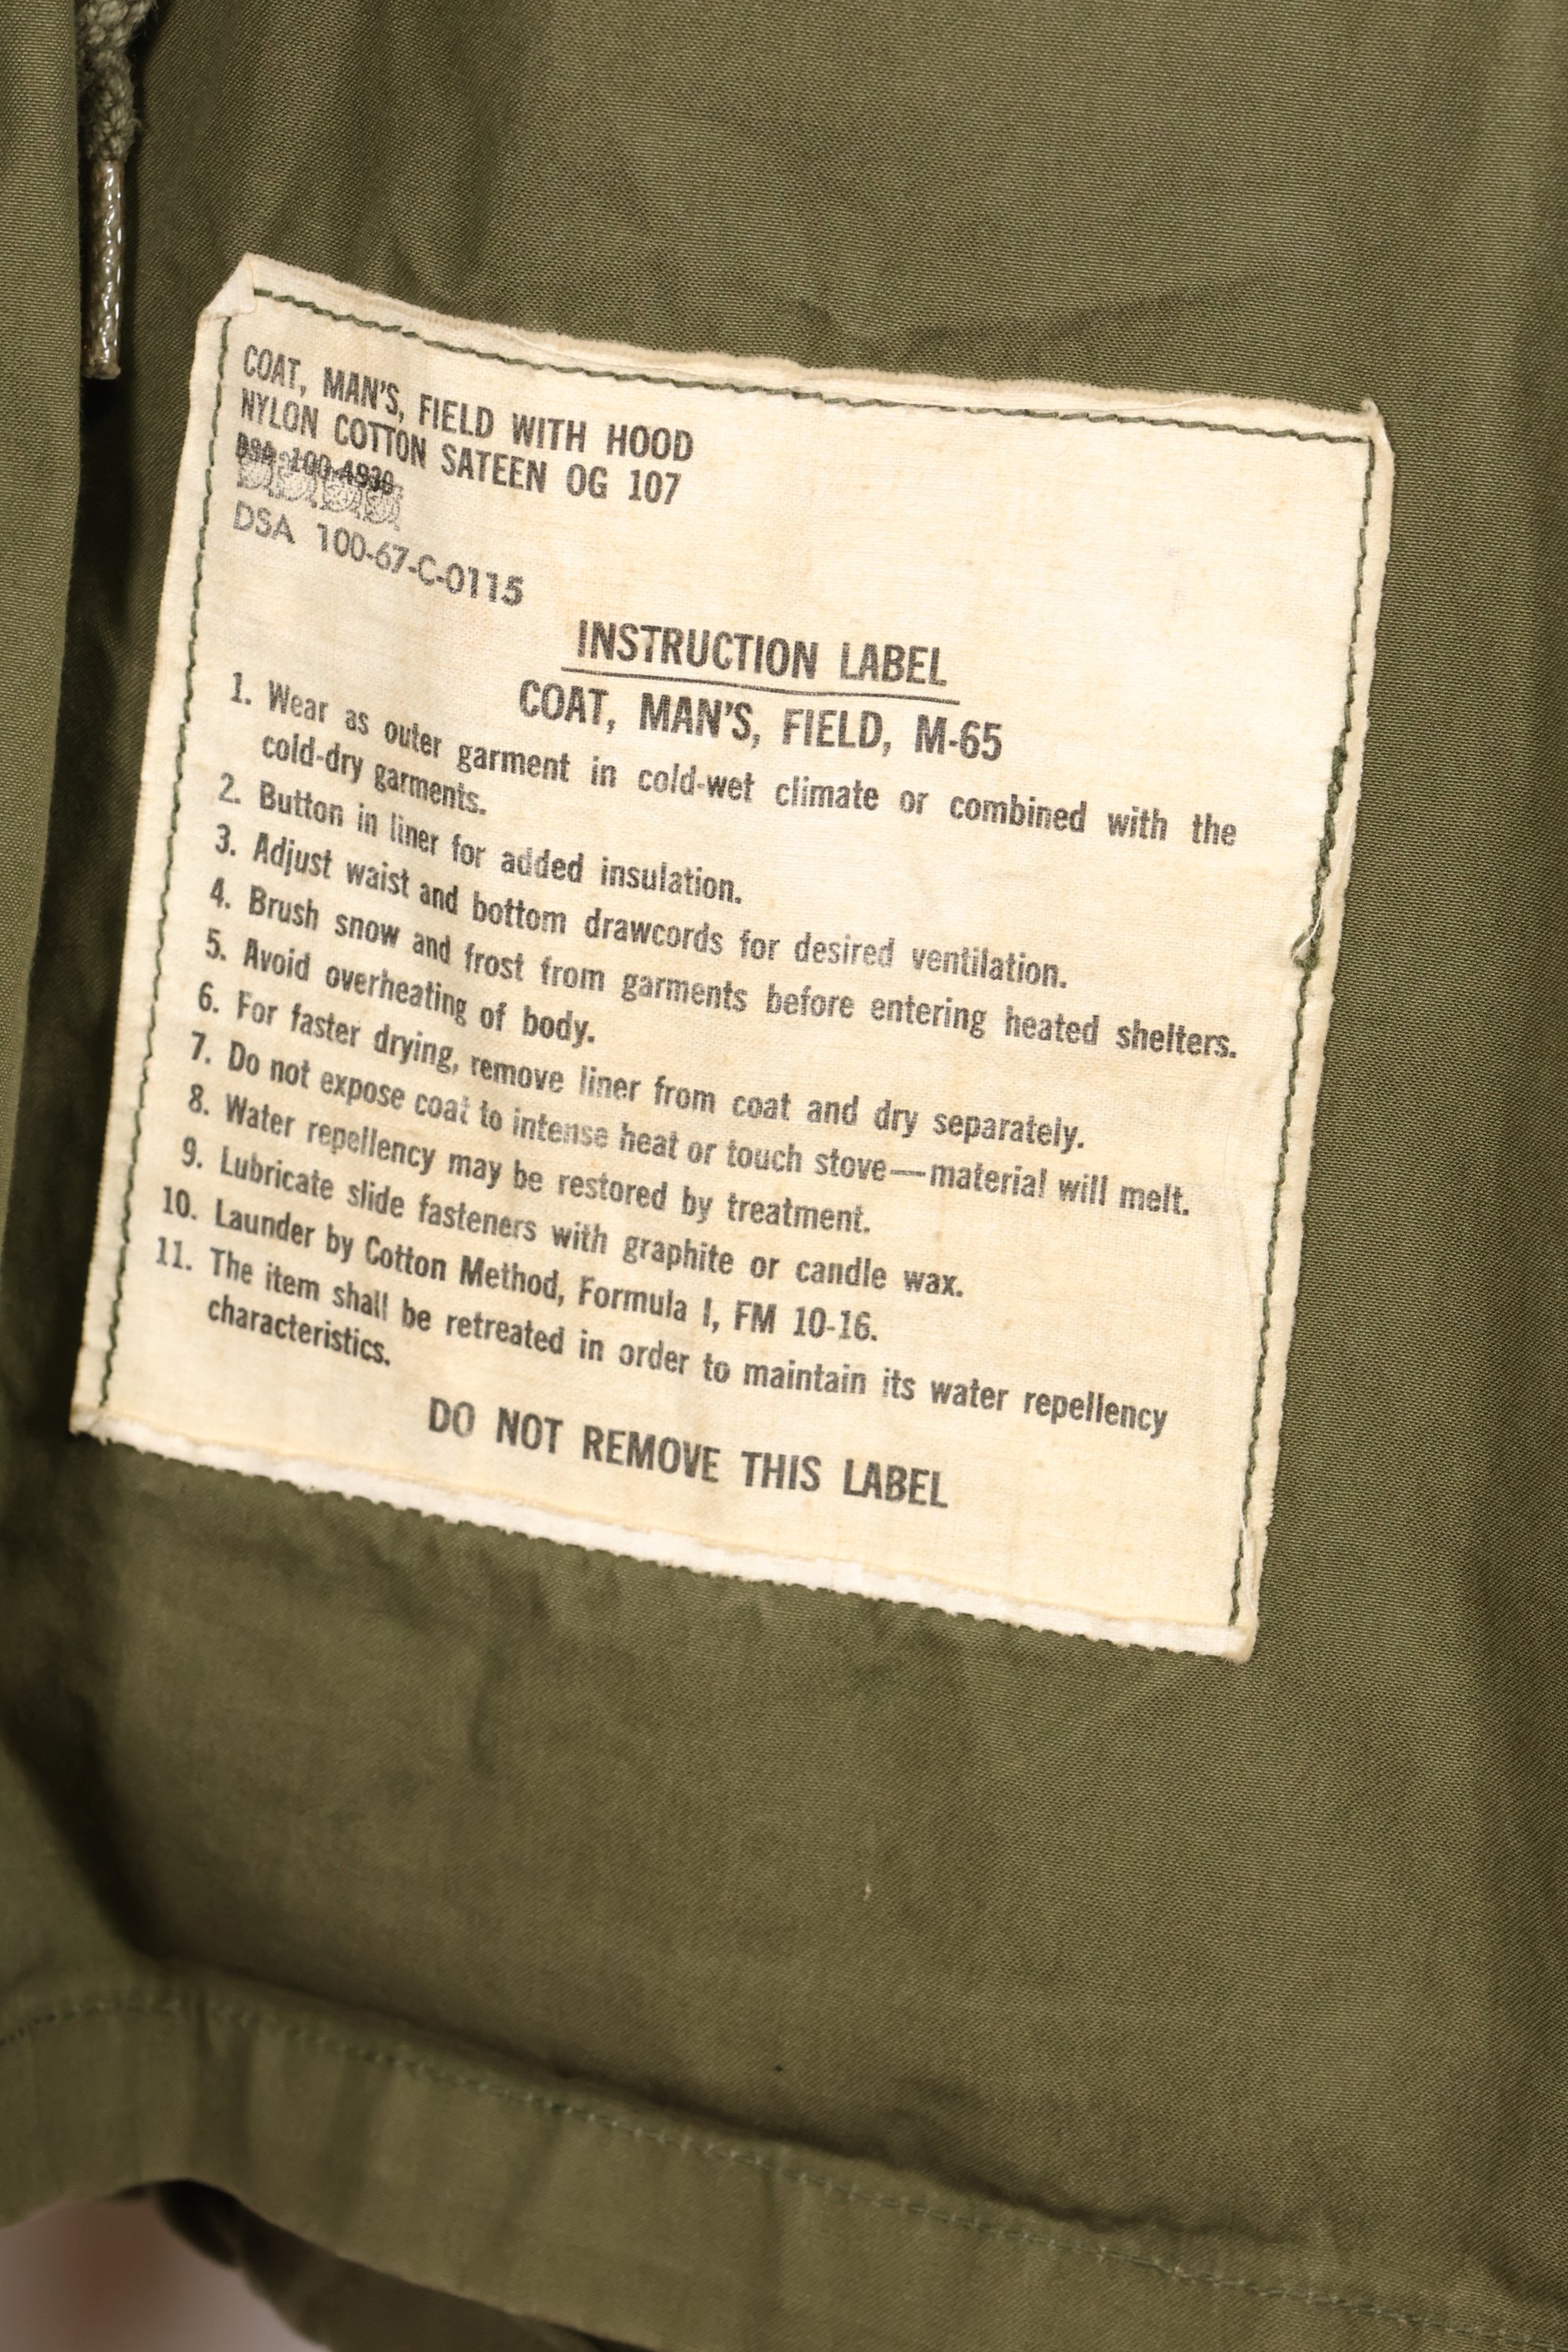 COAT, MAN'S, FIELD WITH HOOD
NYLON COTTON SATEEN OG 107
DSA-100-4930
DSA 100-67-C-0115
INSTRUCTION LABEL
COAT, MAN'S, FIELD, M-65
1. Wear as outer garment in cold-wet climate or combined with the
cold-dry garments.
2. Button in liner for added insulation.
3. Adjust waist and bottom drawcords for desired ventilation.
4. Brush snow and frost from garments before entering heated shelters.
5. Avoid overheating of body.
6. For faster drying, remove liner from coat and dry separately.
7. Do not expose coat to intense heat or touch stove—material will melt.
8. Water repellency may be restored by treatment.
9. Lubricate slide fasteners with graphite or candle wax.
10. Launder by Cotton Method, Formula I, FM 10-16.
11. The item shall be retreated in order to maintain its water repellency
characteristics.
DO NOT REMOVE THIS LABEL